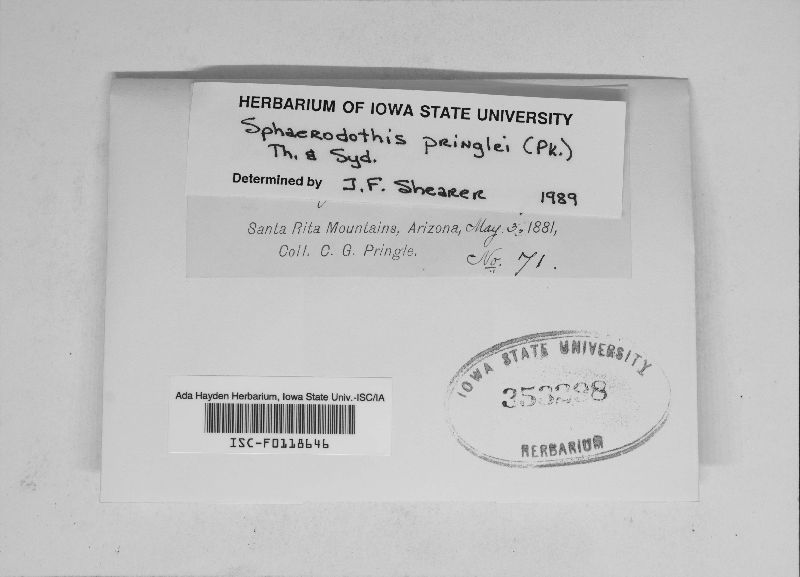 HERBARIUM OF IOWA STATE UNIVERSITY
Sphaerodothis pringlei (Pk.)
Th. & Syd.
Determined by J.F. Shearer 1989
Santa Rita Mountains, Arizona, May 3, 1881,
Coll. C. G. Pringle. No. 71.
IOWA STATE UNIVERSITY
HERBARIUM
Ada Hayden Herbarium, Iowa State Univ.-ISC/IA
ISC-F0118646